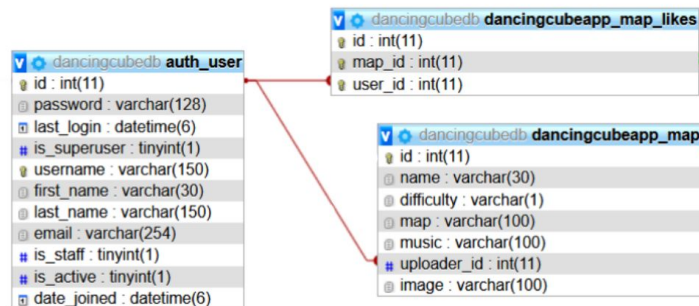 dancingcubedb auth_user
id : int(11)
password : varchar(128)
last_login : datetime(6)
is_superuser : tinyint(1)
username : varchar(150)
first_name : varchar(30)
last_name : varchar(150)
email : varchar(254)
is_staff : tinyint(1)
is_active : tinyint(1)
date_joined : datetime(6)
dancingcubedb dancingcubeapp_map_likes
id : int(11)
map_id : int(11)
user_id : int(11)
dancingcubedb dancingcubeapp_map
id : int(11)
name : varchar(30)
difficulty : varchar(1)
map : varchar(100)
music : varchar(100)
uploader_id : int(11)
image : varchar(100)